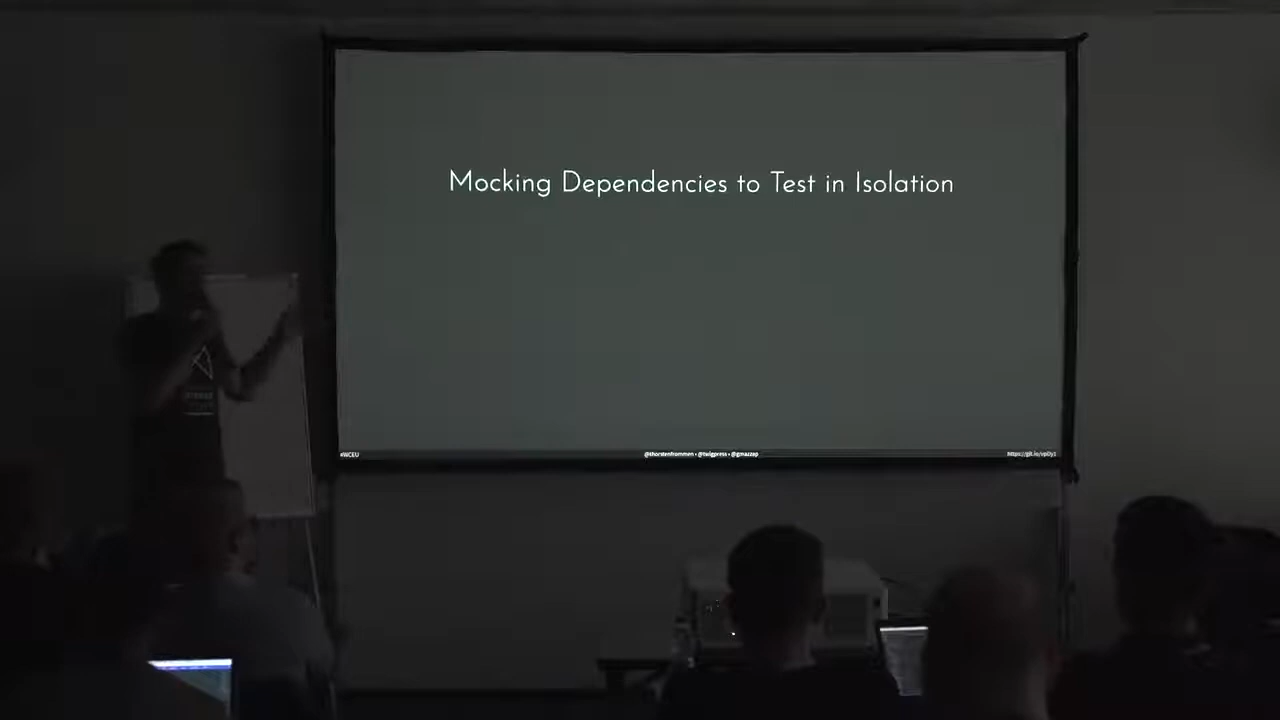 Mocking Dependencies to Test in Isolation
#WCEU
@thorstenfrommen • @twigpress • @gmazzap